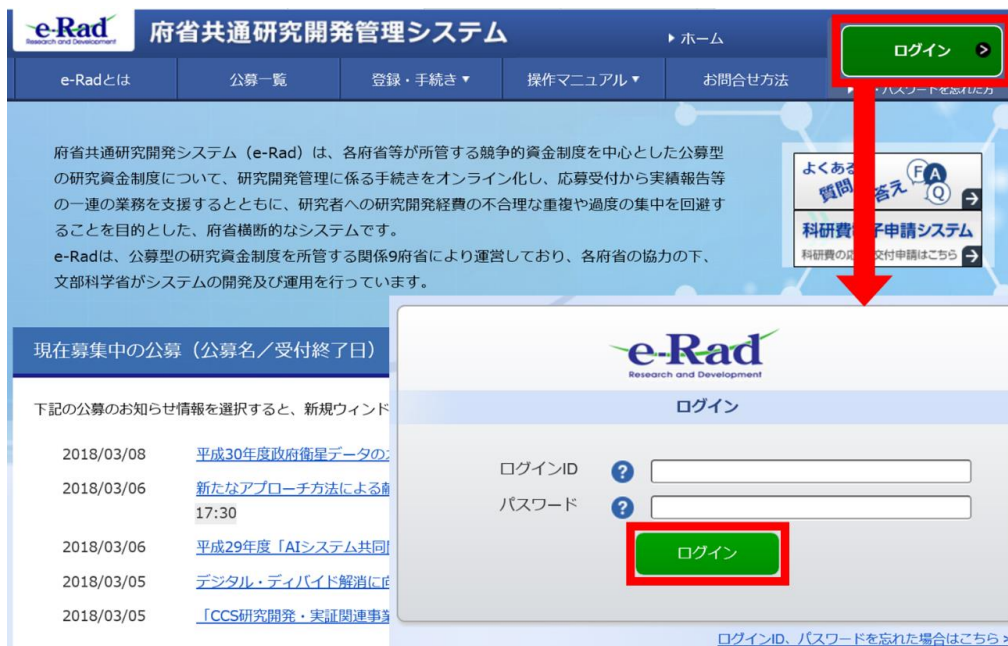 e-Rad
Research and Development
府省共通研究開発管理システム
ホーム
ログイン
e-Radとは
公募一覧
登録・手続き▼
操作マニュアル▼
お問合せ方法
パスワードを忘れた方
府省共通研究開発システム（e-Rad）は、各府省等が所管する競争的資金制度を中心とした公募型
の研究資金制度について、研究開発管理に係る手続きをオンライン化し、応募受付から実績報告等
の一連の業務を支援するとともに、研究者への研究開発経費の不合理な重複や過度の集中を回避す
ることを目的とした、府省横断的なシステムです。
e-Radは、公募型の研究資金制度を所管する関係9府省により運営しており、各府省の協力の下、
文部科学省がシステムの開発及び運用を行っています。
よくある
質問 答え
F A Q
科研費 子申請システム
科研費の応 交付申請はこちら
現在募集中の公募（公募名／受付終了日）
下記の公募のお知らせ情報を選択すると、新規ウィンド
2018/03/08 平成30年度政府衛星データの
2018/03/06 新たなアプローチ方法による
17:30
2018/03/06 平成29年度「AIシステム共同
2018/03/05 デジタル・ディバイド解消に
2018/03/05 「CCS研究開発・実証関連事業
e-Rad
Research and Development
ログイン
ログインID ?
パスワード ?
ログイン
ログインID、パスワードを忘れた場合はこちら